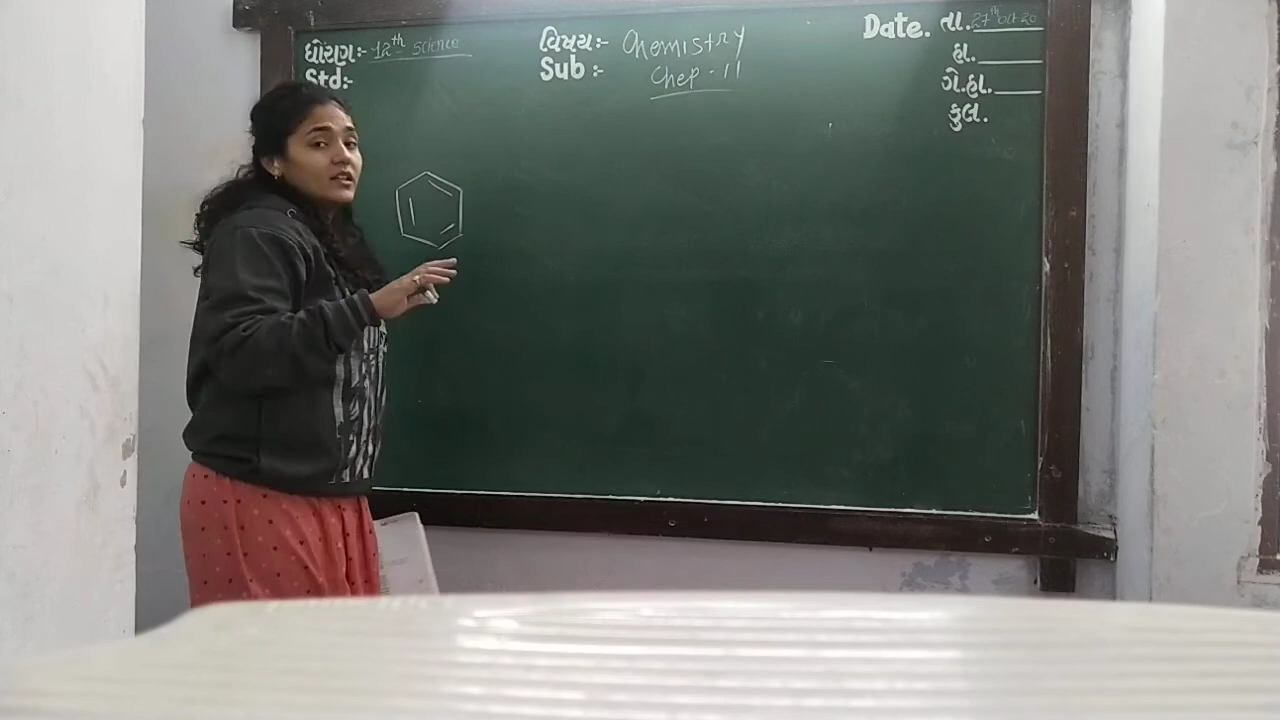 ધોરણઃ- 12th science
Std:-
વિષયઃ- Chemistry
Sub :- Chep - 11
Date. તા. 27th Oct 20
હા.
ગે.હા.
કુલ.